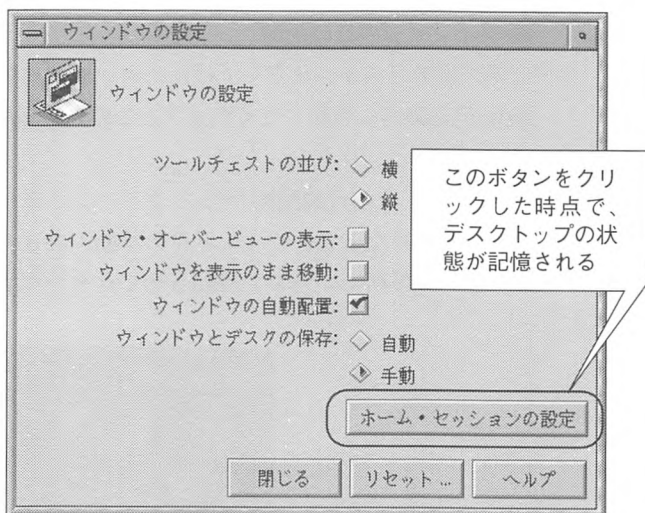 ウィンドウの設定
ウィンドウの設定
ツールチェストの並び: 横
縦
ウィンドウ・オーバービューの表示:
ウィンドウを表示のまま移動:
ウィンドウの自動配置:
ウィンドウとデスクの保存: 自動
手動
ホーム・セッションの設定
閉じる リセット... ヘルプ
このボタンをクリ
ックした時点で、
デスクトップの状
態が記憶される